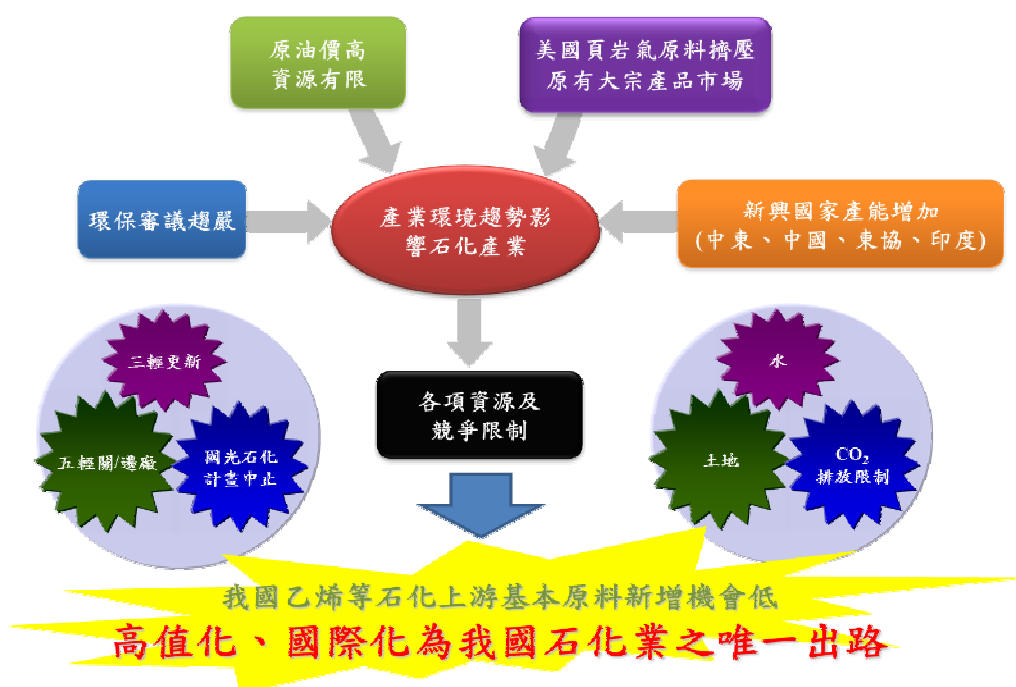 原油價高
資源有限
美國頁岩氣原料擠壓
原有大宗產品市場
環保審議趨嚴
產業環境趨勢影
響石化產業
新興國家產能增加
(中東、中國、東協、印度)
三輕更新
五輕關/遷廠
國光石化
計畫中止
各項資源及
競爭限制
水
土地
CO₂
排放限制
我國乙烯等石化上游基本原料新增機會低
高值化、國際化為我國石化業之唯一出路